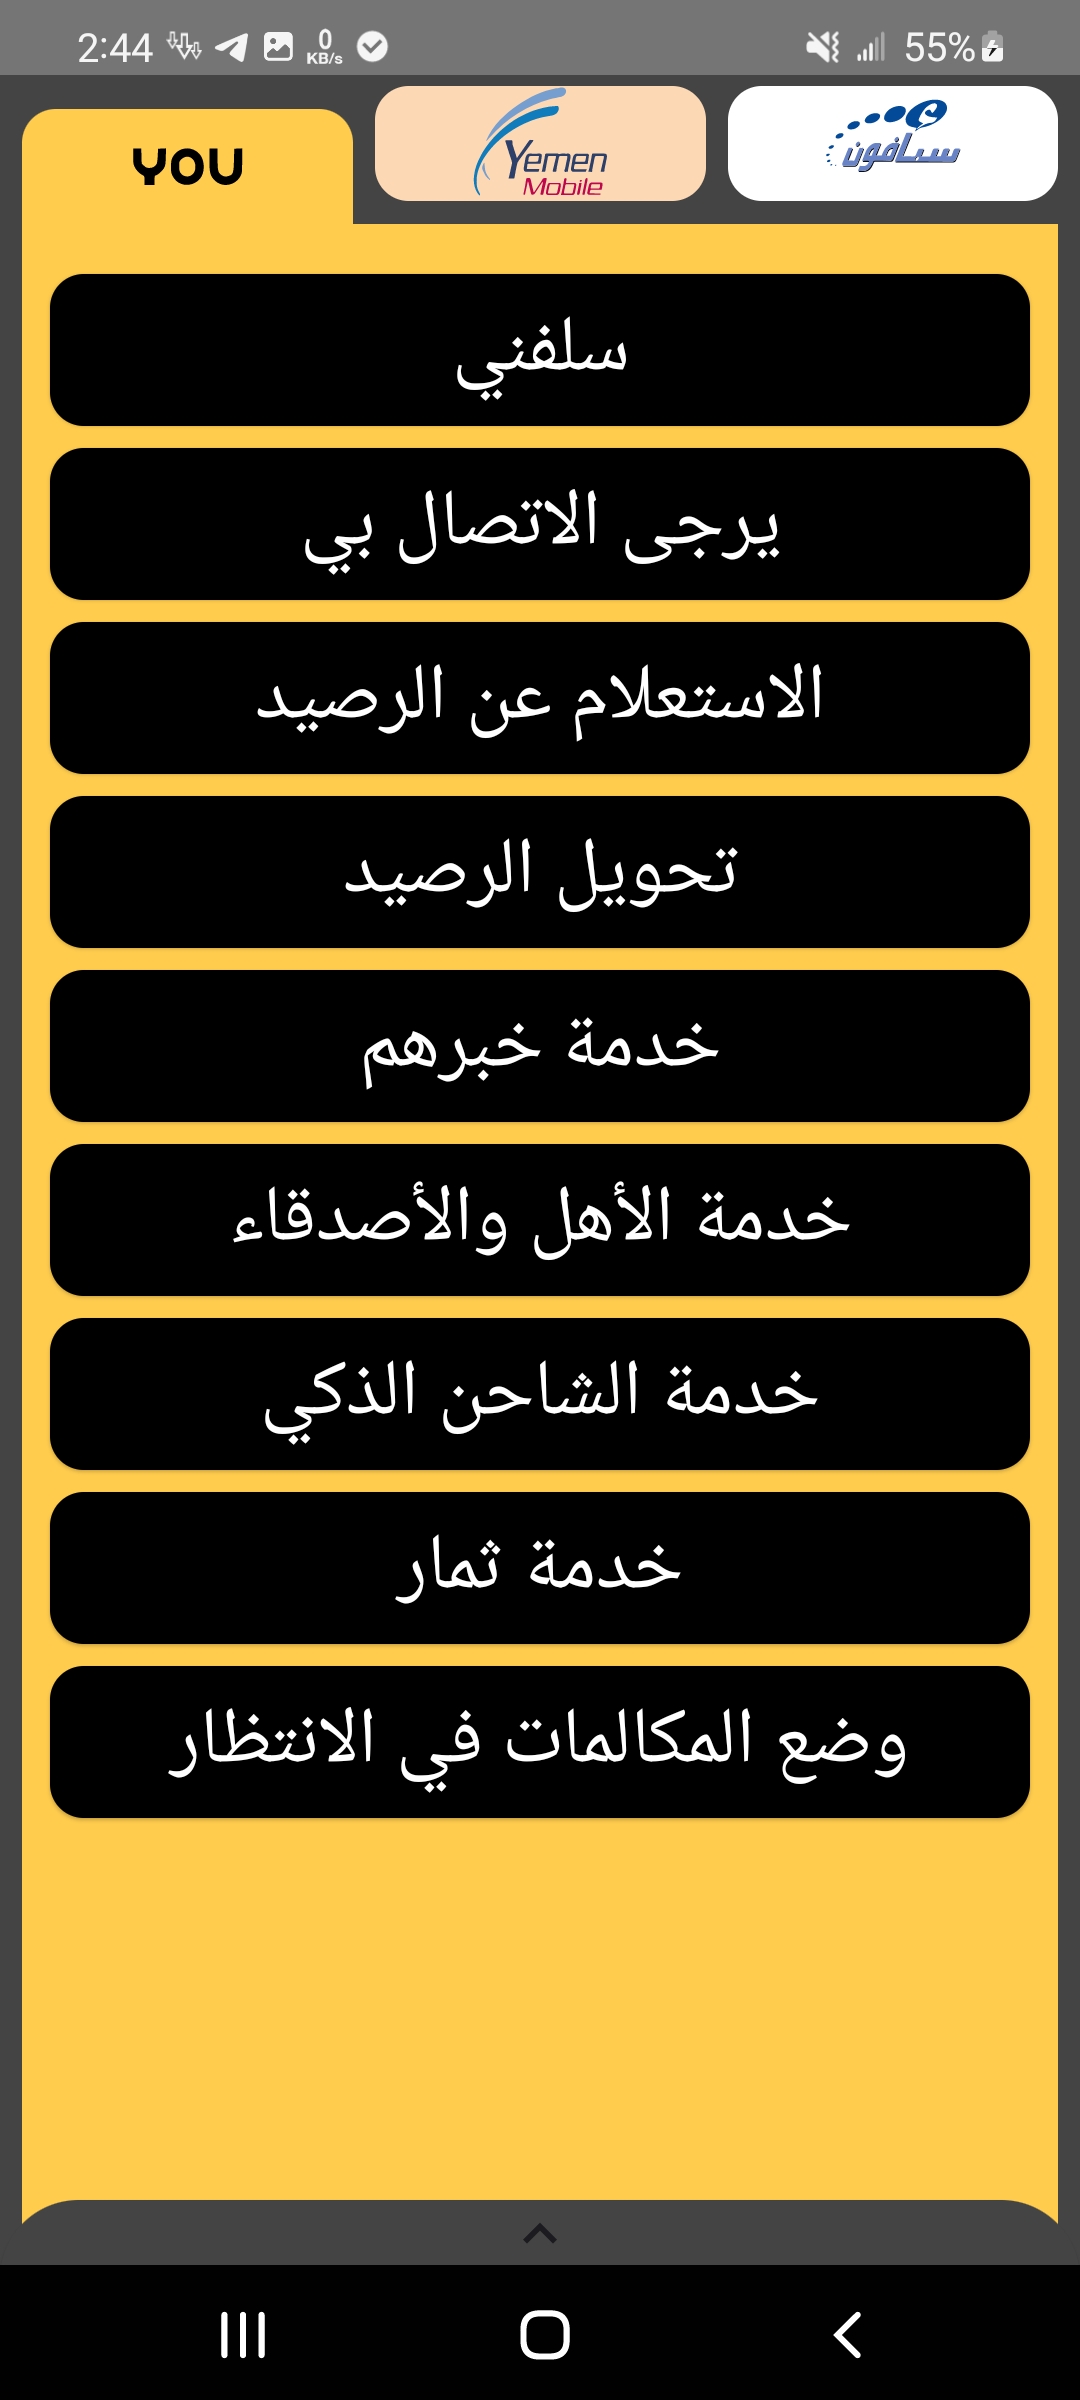 2:44
0
KB/s
55%
YOU
Yemen
Mobile
سبأفون
سلفني
يرجى الاتصال بي
الاستعلام عن الرصيد
تحويل الرصيد
خدمة خبرهم
خدمة الأهل والأصدقاء
خدمة الشاحن الذكي
خدمة ثمار
وضع المكالمات في الانتظار